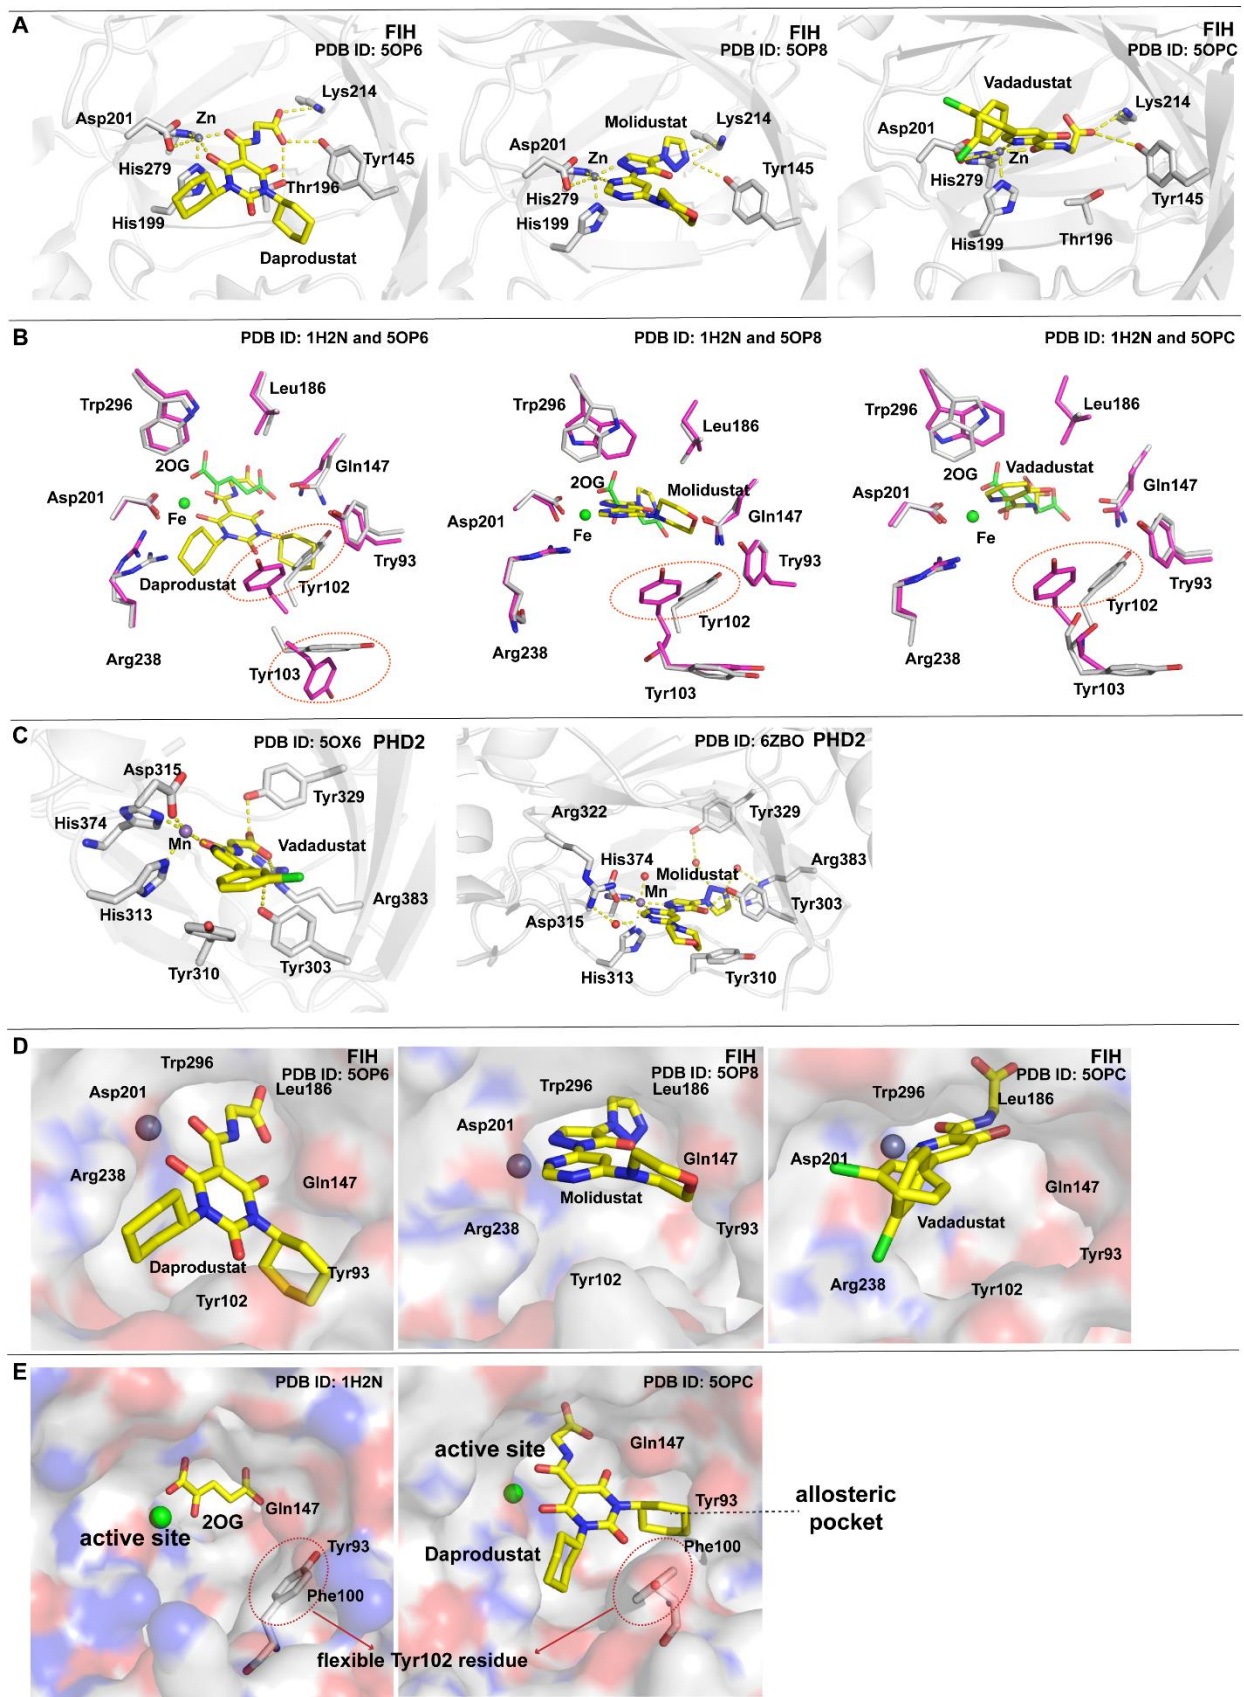 A
FIH
PDB ID: 5OP6
Lys214
Asp201
Zn
His279
Tyr145
Thr196
His199
Daprodustat
FIH
PDB ID: 5OP8
Molidustat
Lys214
Asp201
Zn
Tyr145
His279
His199
FIH
PDB ID: 5OPC
Vadadustat
Lys214
Asp201
Zn
His279
Tyr145
His199
Thr196
B
PDB ID: 1H2N and 5OP6
Leu186
Trp296
2OG
Gln147
Asp201
Fe
Try93
Daprodustat
Tyr102
Arg238
Tyr103
PDB ID: 1H2N and 5OP8
Trp296
Leu186
2OG
Molidustat
Asp201
Fe
Gln147
Try93
Tyr102
Arg238
Tyr103
PDB ID: 1H2N and 5OPC
Trp296
Leu186
2OG
Vadadustat
Gln147
Asp201
Fe
Try93
Tyr102
Arg238
Tyr103
C
PDB ID: 5OX6 PHD2
Asp315
Tyr329
His374
Mn
Vadadustat
His313
Arg383
Tyr310
Tyr303
PDB ID: 6ZBO PHD2
Arg322
Tyr329
His374
Molidustat
Arg383
Mn
Tyr303
Asp315
His313
Tyr310
D
FIH
PDB ID: 5OP6
Trp296
Asp201
Leu186
Arg238
Gln147
Daprodustat
Tyr93
Tyr102
FIH
PDB ID: 5OP8
Trp296
Leu186
Asp201
Gln147
Molidustat
Arg238
Tyr93
Tyr102
FIH
PDB ID: 5OPC
Trp296
Leu186
Asp201
Gln147
Vadadustat
Tyr93
Arg238
Tyr102
E
PDB ID: 1H2N
2OG
Gln147
active site
Tyr93
Phe100
PDB ID: 5OPC
active site
Gln147
Tyr93
allosteric
pocket
Daprodustat
Phe100
flexible Tyr102 residue